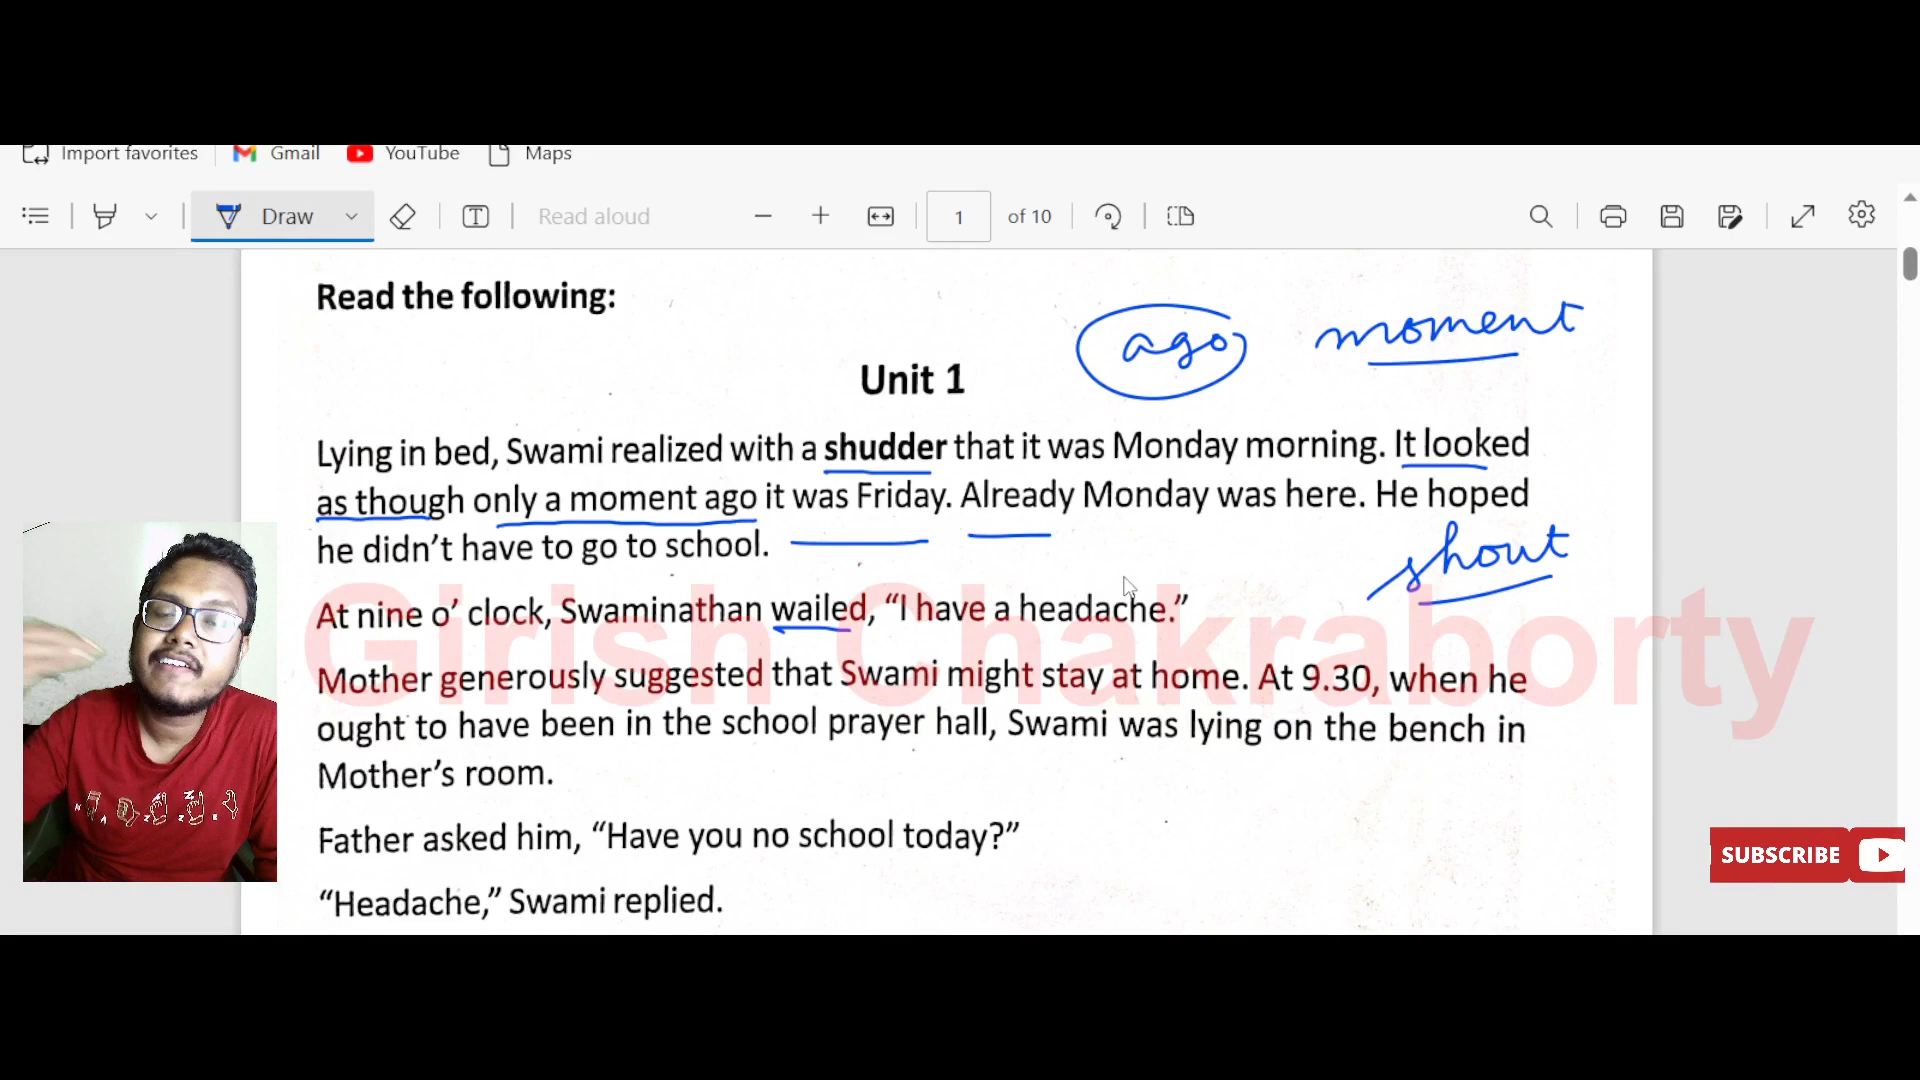 Import favorites Gmail YouTube Maps
Draw T Read aloud 1 of 10
Read the following:
ago moment
Unit 1
Lying in bed, Swami realized with a shudder that it was Monday morning. It looked
as though only a moment ago it was Friday. Already Monday was here. He hoped
he didn't have to go to school.
shout
At nine o' clock, Swaminathan wailed, “I have a headache.”
Girish Chakraborty
Mother generously suggested that Swami might stay at home. At 9.30, when he
ought to have been in the school prayer hall, Swami was lying on the bench in
Mother's room.
Father asked him, “Have you no school today?”
SUBSCRIBE
“Headache,” Swami replied.